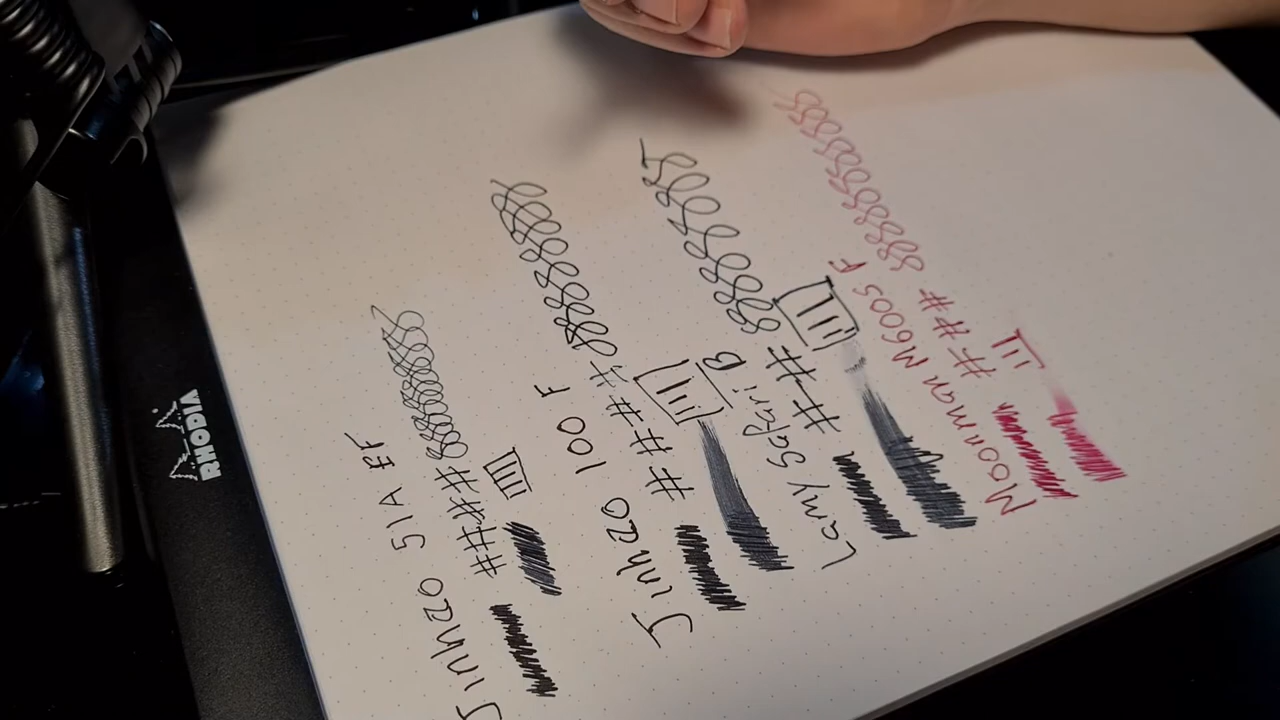 Jinhao 51A EF
Jinhao 100 F
Lamy Safari B
Moonman M600S F
RHODIA